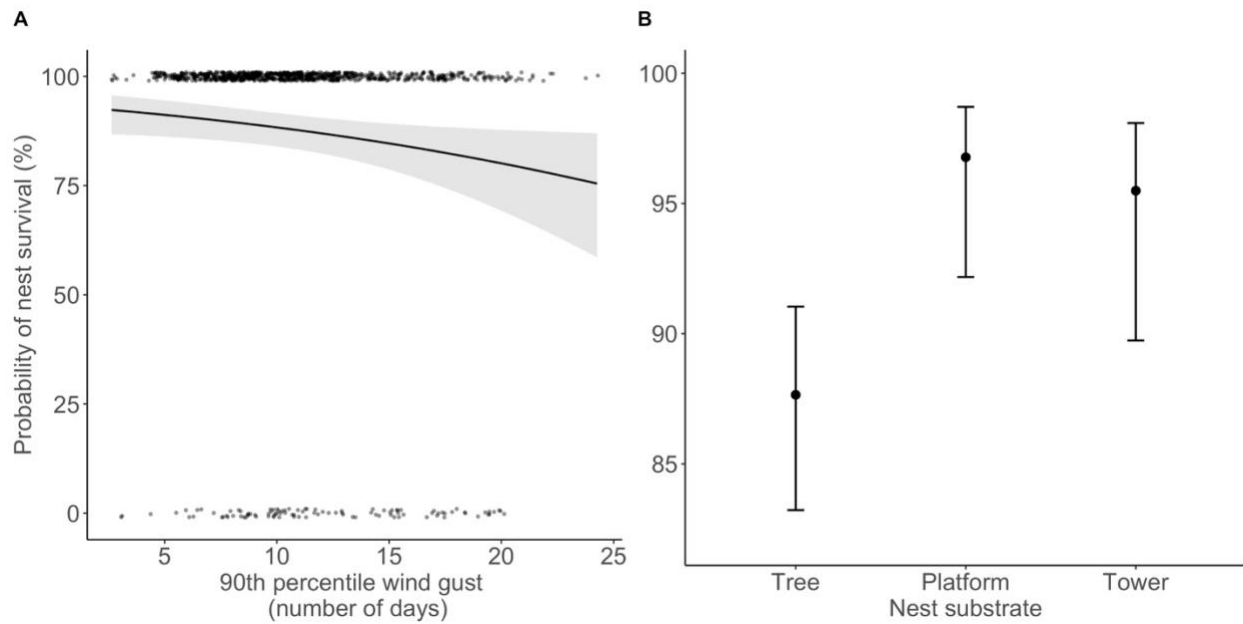 A
Probability of nest survival (%)
100
75
50
25
0
5 10 15 20 25
90th percentile wind gust
(number of days)
B
100
95
90
85
Tree Platform Tower
Nest substrate